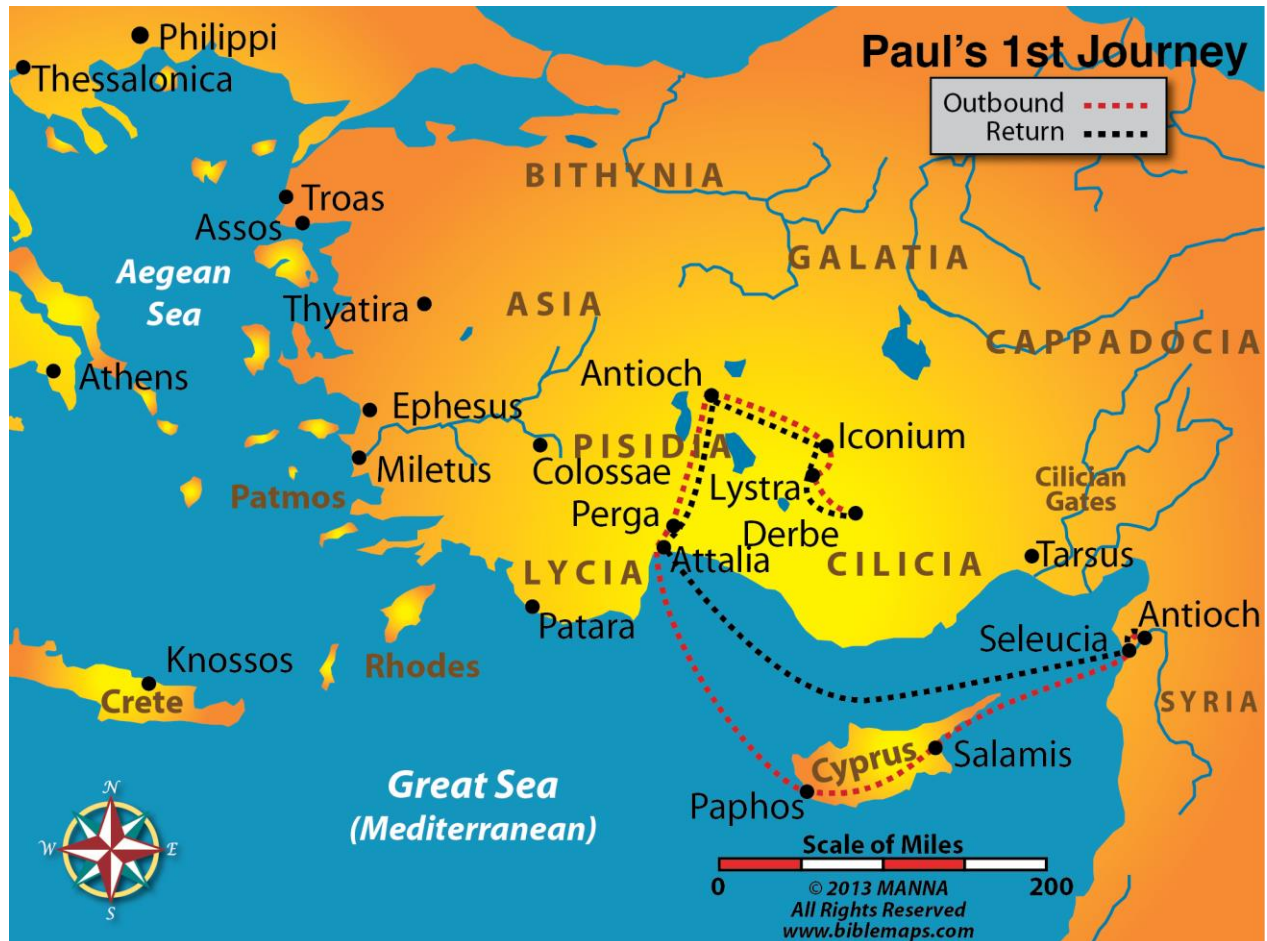 Paul's 1st Journey
Outbound
Return
Philippi
Thessalonica
BITHYNIA
Troas
Assos
GALATIA
Aegean
Sea
Thyatira
ASIA
CAPPADOCIA
Athens
Antioch
Ephesus
Iconium
PISIDIA
Miletus
Colossae
Lystra
Cilician
Gates
Patmos
Perga
Derbe
Attalia
Tarsus
LYCIA
CILICIA
Patara
Antioch
Seleucia
Knossos
Rhodes
Crete
SYRIA
Cyprus
Salamis
Great Sea
(Mediterranean)
Paphos
N
W E
S
Scale of Miles
0 200
© 2013 MANNA
All Rights Reserved
www.biblemaps.com